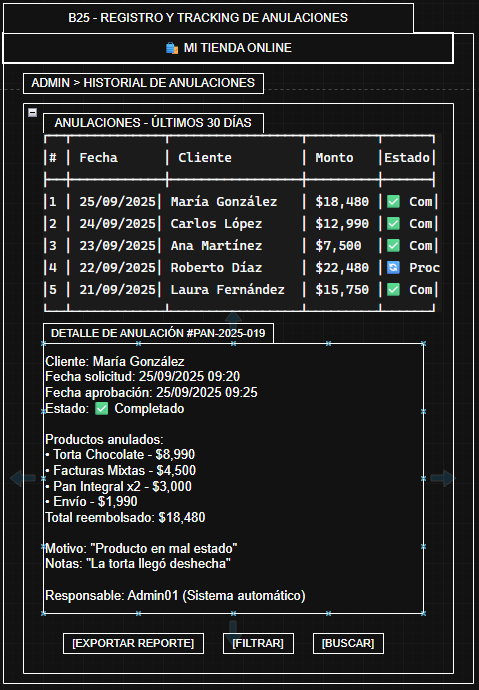 B25 - REGISTRO Y TRACKING DE ANULACIONES
🛍️ MI TIENDA ONLINE
ADMIN > HISTORIAL DE ANULACIONES
ANULACIONES - ÚLTIMOS 30 DÍAS
# | Fecha | Cliente | Monto | Estado|
1 | 25/09/2025| María González | $18,480 | ✅ Com|
2 | 24/09/2025| Carlos López | $12,990 | ✅ Com|
3 | 23/09/2025| Ana Martínez | $7,500 | ✅ Com|
4 | 22/09/2025| Roberto Díaz | $22,480 | 🔄 Proc
5 | 21/09/2025| Laura Fernández | $15,750 | ✅ Com|
DETALLE DE ANULACIÓN #PAN-2025-019
Cliente: María González
Fecha solicitud: 25/09/2025 09:20
Fecha aprobación: 25/09/2025 09:25
Estado: ✅ Completado
Productos anulados:
• Torta Chocolate - $8,990
• Facturas Mixtas - $4,500
• Pan Integral x2 - $3,000
• Envío - $1,990
Total reembolsado: $18,480
Motivo: "Producto en mal estado"
Notas: "La torta llegó deshecha"
Responsable: Admin01 (Sistema automático)
[EXPORTAR REPORTE] [FILTRAR] [BUSCAR]